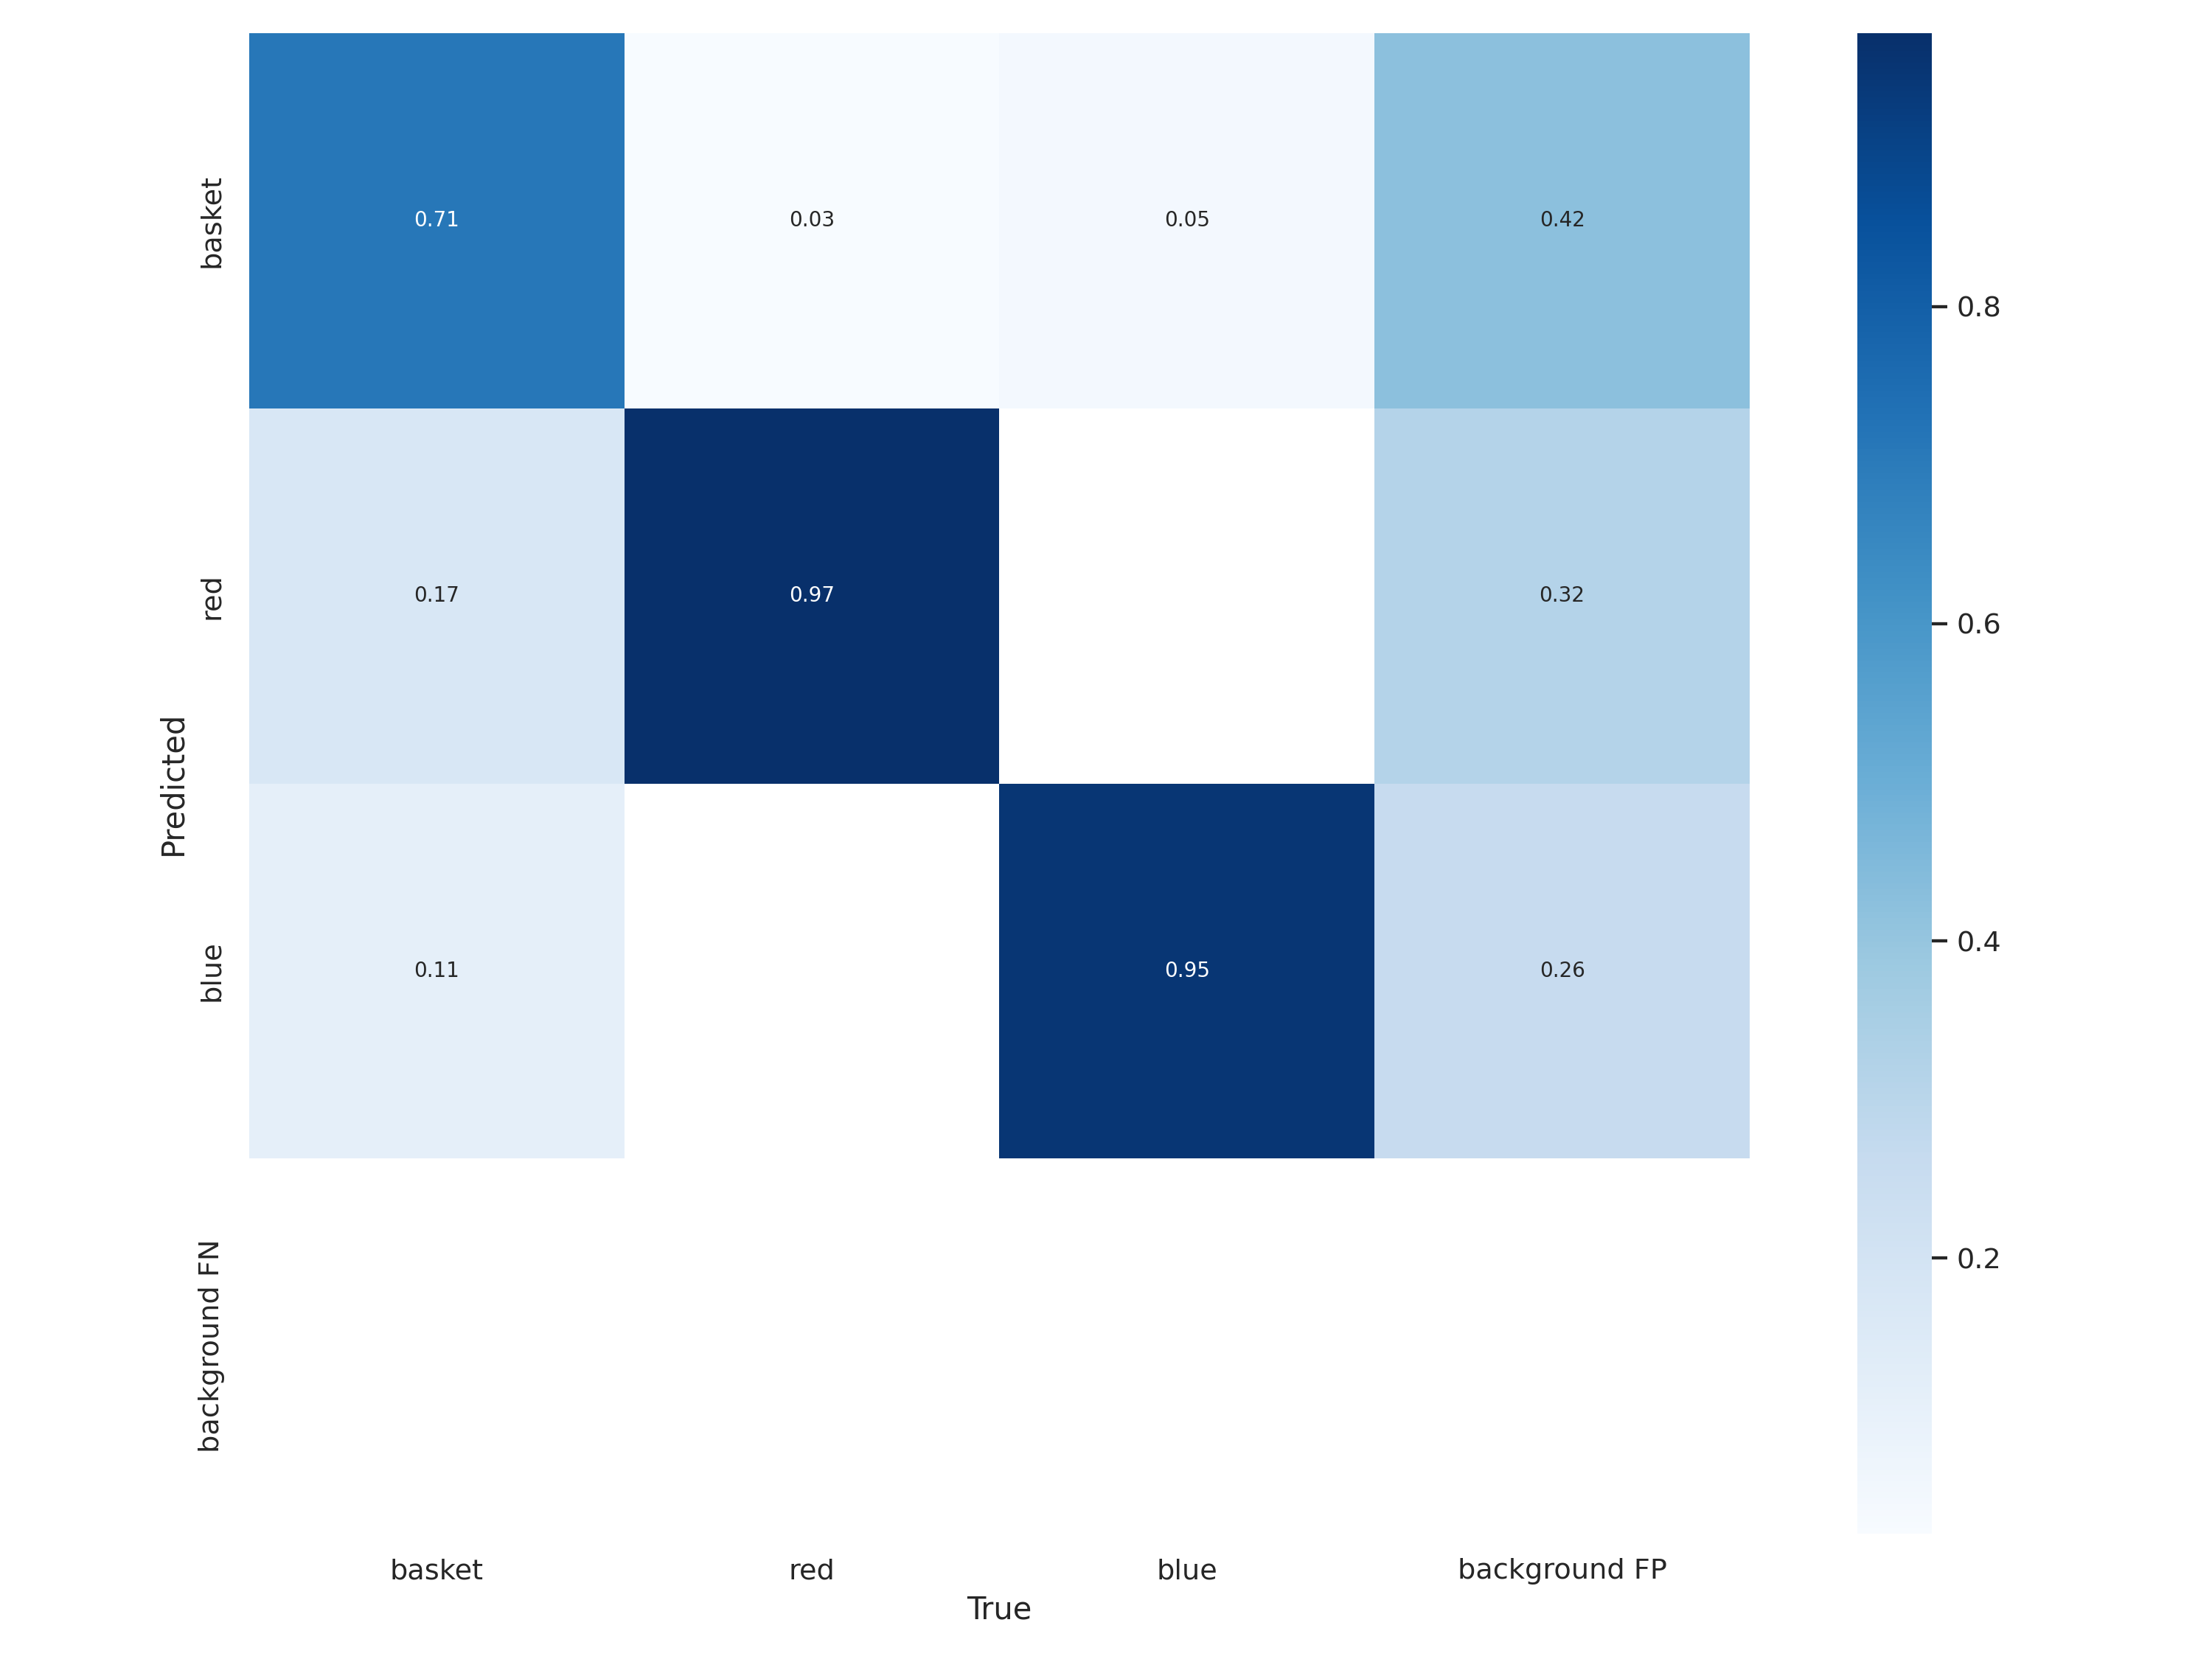 basket
0.71 0.03 0.05 0.42
red
0.17 0.97 0.32
blue
0.11 0.95 0.26
background FN
Predicted
basket red blue background FP
True
0.8
0.6
0.4
0.2